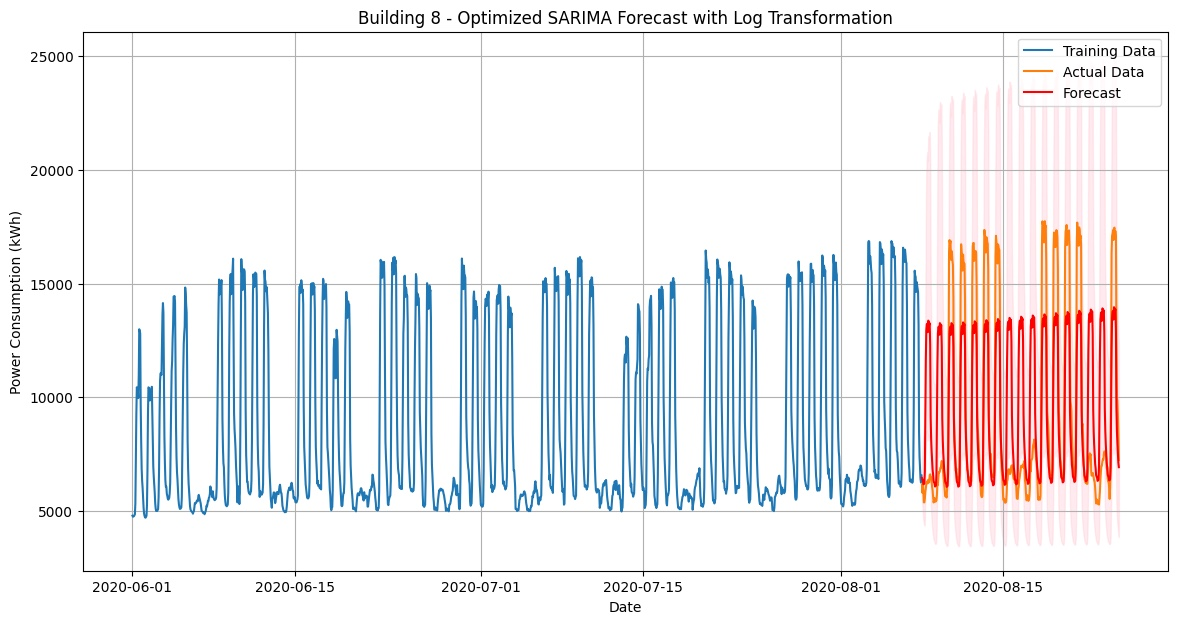 Building 8 - Optimized SARIMA Forecast with Log Transformation
25000
20000
15000
10000
5000
Power Consumption (kWh)
Training Data
Actual Data
Forecast
2020-06-01
2020-06-15
2020-07-01
2020-07-15
2020-08-01
2020-08-15
Date